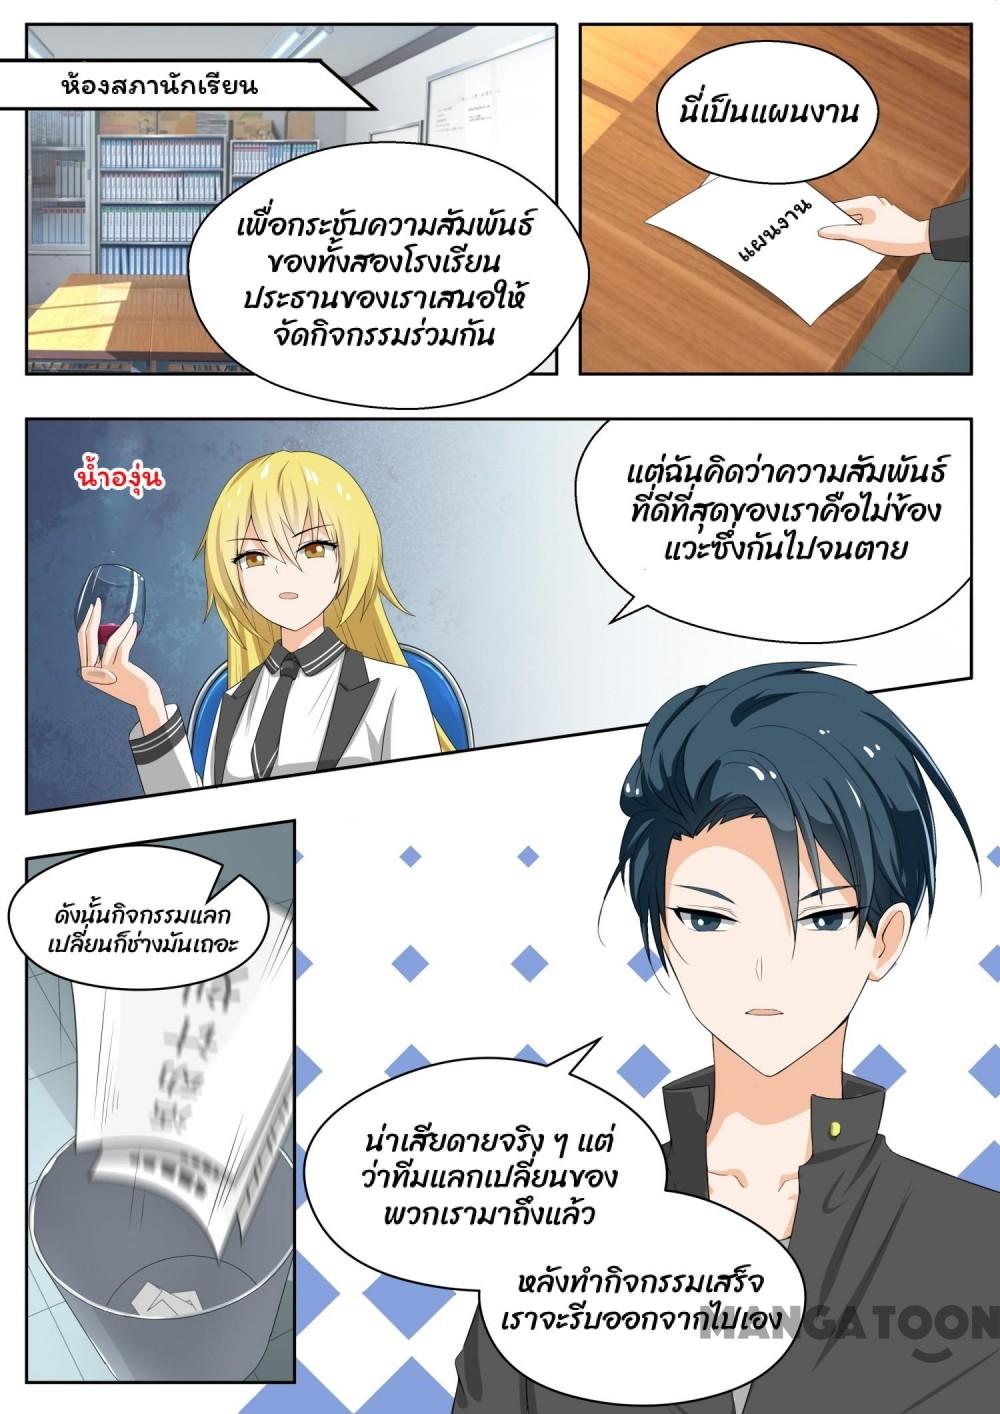 ห้องสภานักเรียน
เพื่อกระชับความสัมพันธ์
ของทั้งสองโรงเรียน
ประธานของเราเสนอให้
จัดกิจกรรมร่วมกัน
นี่เป็นแผนงาน
แผนงาน
น้ำองุ่น
แต่ฉันคิดว่าความสัมพันธ์
ที่ดีที่สุดของเราคือไม่ข้อง
แวะซึ่งกันไปจนตาย
ดังนั้นกิจกรรมแลก
เปลี่ยนก็ช่างมันเถอะ
น่าเสียดายจริง ๆ แต่
ว่าทีมแลกเปลี่ยนของ
พวกเรามาถึงแล้ว
หลังทำกิจกรรมเสร็จ
เราจะรีบออกจากไปเอง
MANGATOON